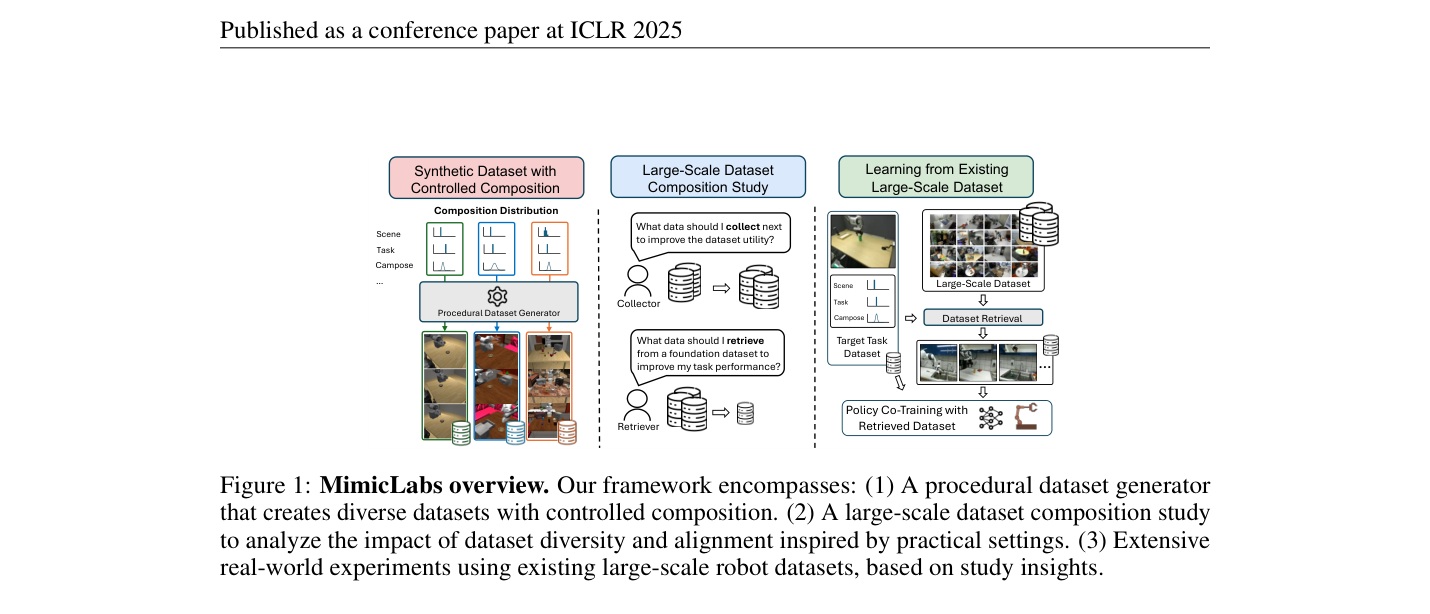 Published as a conference paper at ICLR 2025
Synthetic Dataset with
Controlled Composition
Composition Distribution
Scene
Task
Campose
...
Procedural Dataset Generator
Large-Scale Dataset
Composition Study
What data should I collect next
to improve the dataset utility?
Collector
What data should I retrieve
from a foundation dataset to
improve my task performance?
Retriever
Learning from Existing
Large-Scale Dataset
Scene
Task
Campose
Target Task
Dataset
Large-Scale Dataset
Dataset Retrieval
...
Policy Co-Training with
Retrieved Dataset
Figure 1: MimicLabs overview. Our framework encompasses: (1) A procedural dataset generator
that creates diverse datasets with controlled composition. (2) A large-scale dataset composition study
to analyze the impact of dataset diversity and alignment inspired by practical settings. (3) Extensive
real-world experiments using existing large-scale robot datasets, based on study insights.